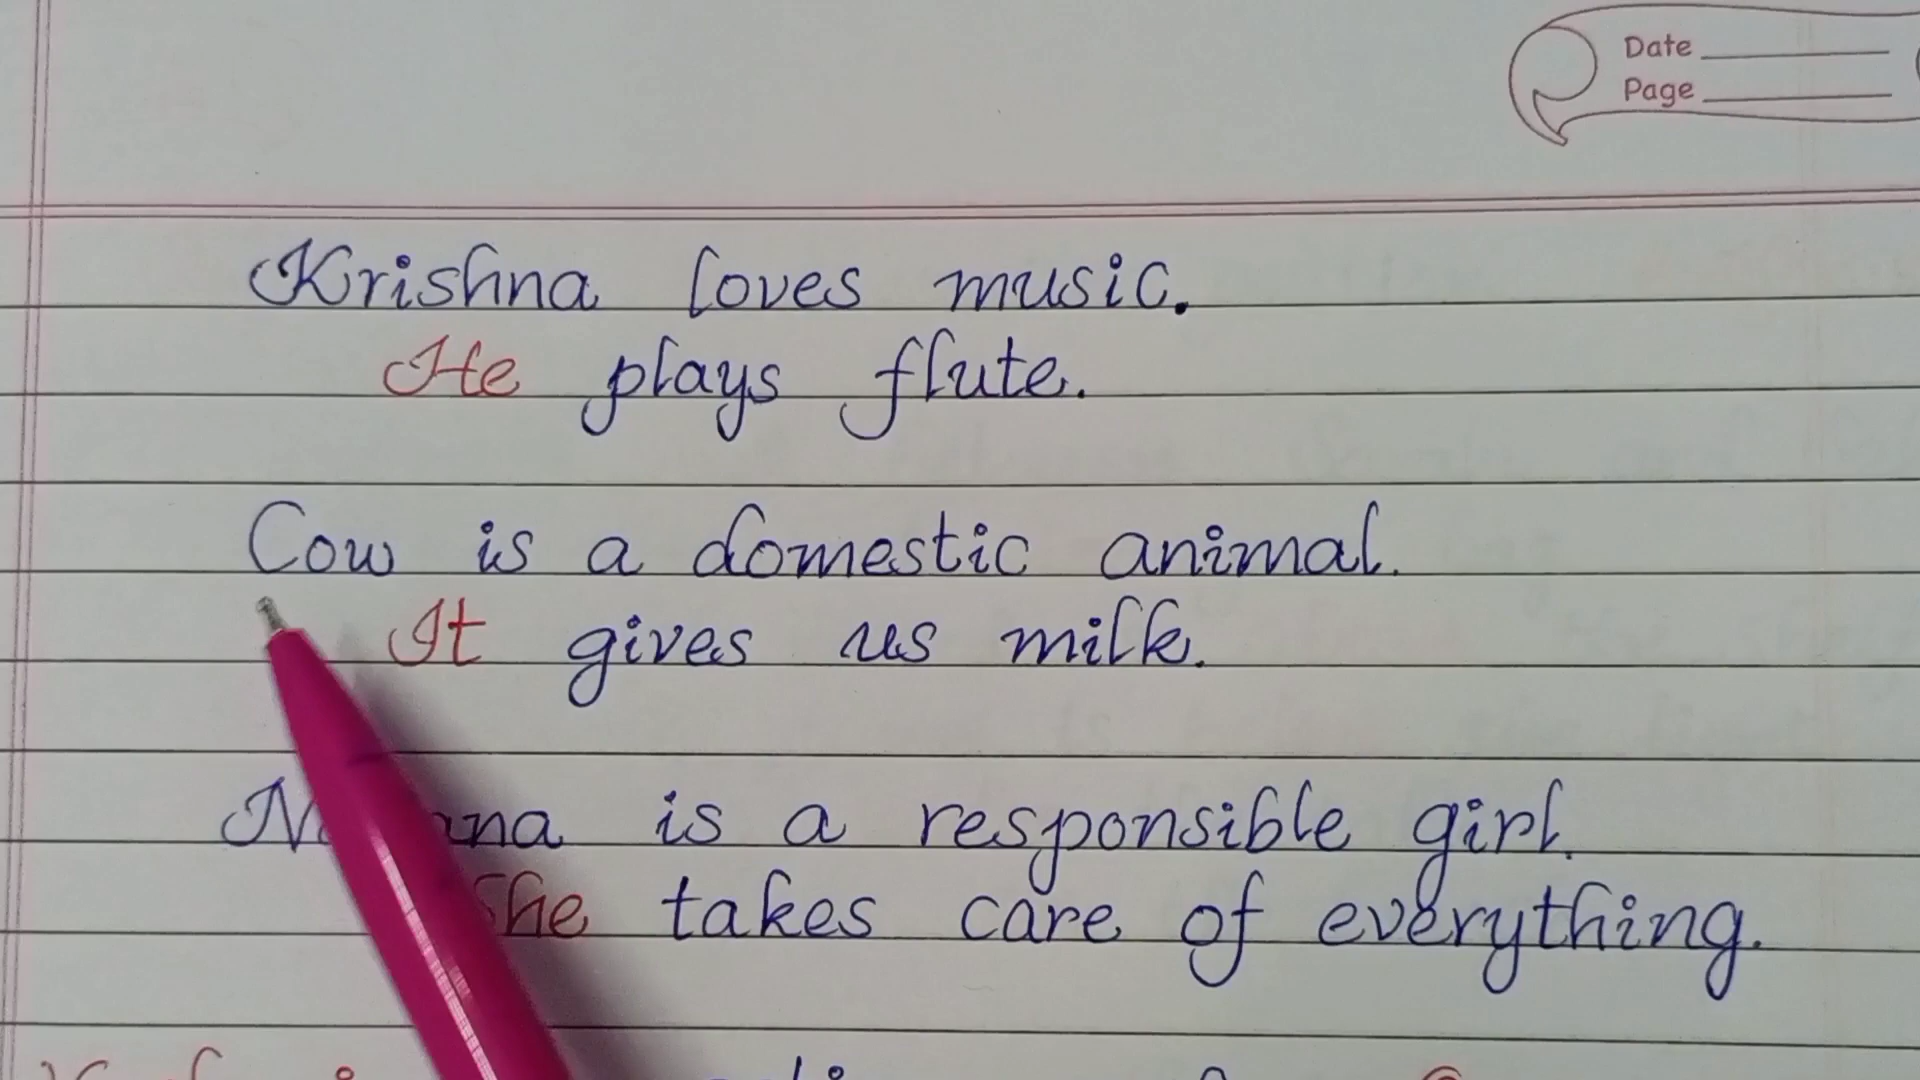 Date
Page
Krishna loves music.
He plays flute.
Cow is a domestic animal.
It gives us milk.
is a responsible girl.
She takes care of everything.